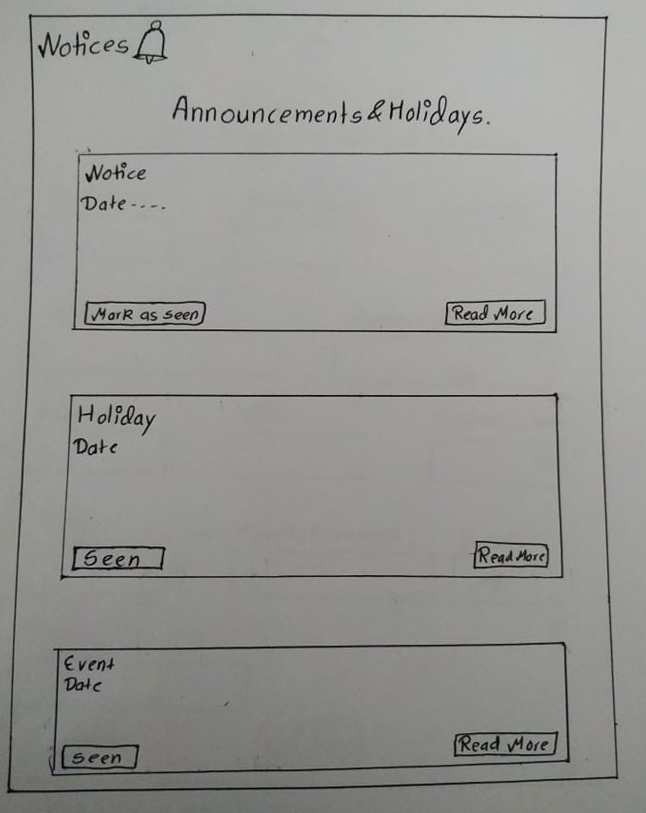 Notices
Announcements & Holidays.
Notice
Date ----.
Mark as seen
Read More
Holiday
Date
Seen
Read More
Event
Date
Seen
Read More